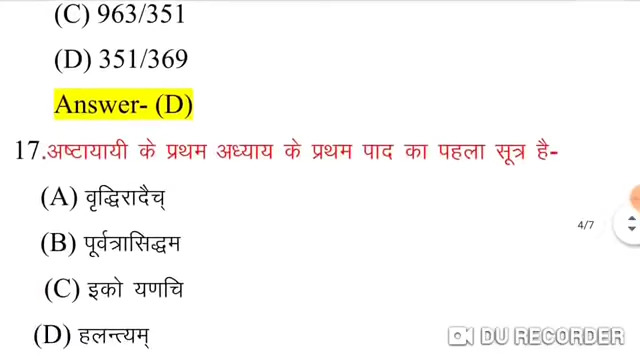 (C) 963/351
(D) 351/369
Answer- (D)
17.अष्टायायी के प्रथम अध्याय के प्रथम पाद का पहला सूत्र है-
(A) वृद्धिरादैच्
4/7
(B) पूर्वत्रासिद्धम
(C) इको यणचि
(D) हलन्त्यम्
DU RECORDER